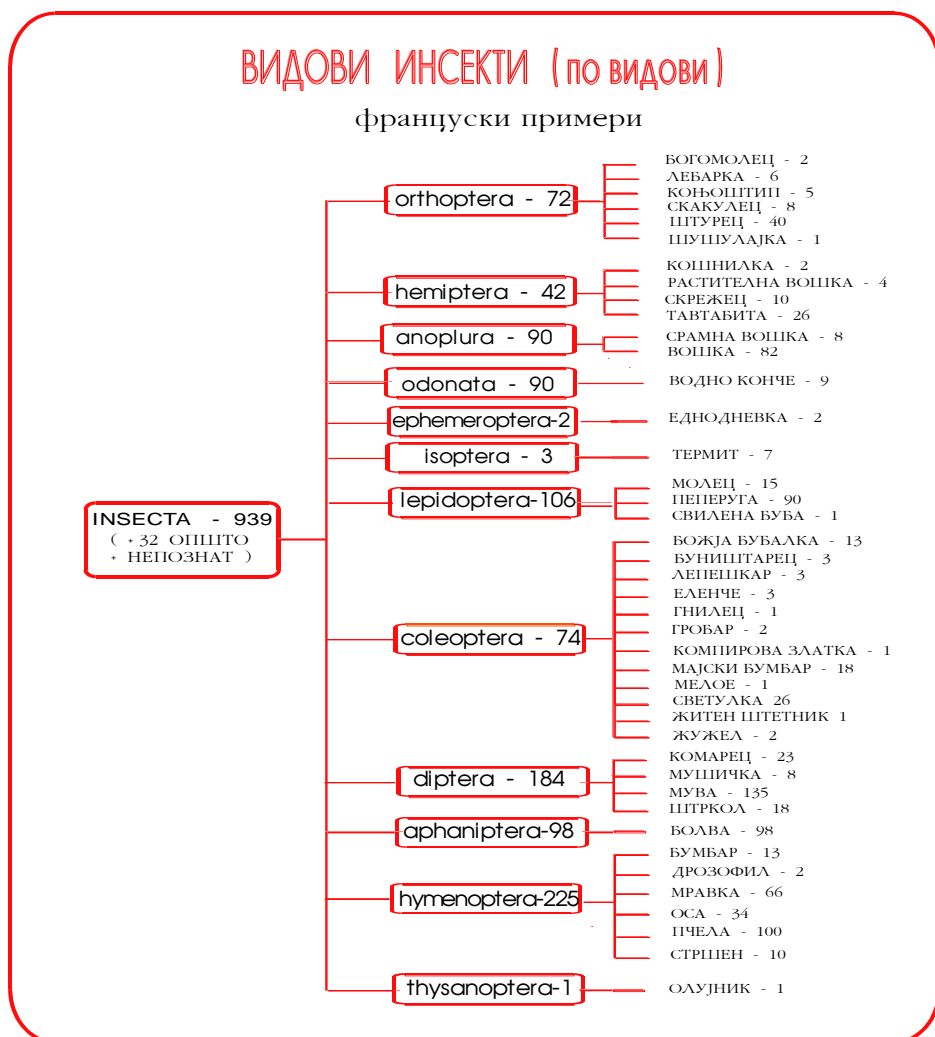 ВИДОВИ ИНСЕКТИ (по видови)
француски примери
INSECTA - 939
( +32 ОПШТО
+ НЕПОЗНАТ )
orthoptera - 72
БОГОМОЛЕЦ - 2
ЛЕБАРКА - 6
КОЊОШТИП - 5
СКАКУЛЕЦ - 8
ШТУРЕЦ - 40
ШУШУЛАЈКА - 1
hemiptera - 42
КОШНИЛКА - 2
РАСТИТЕЛНА ВОШКА - 4
СКРЕЖЕЦ - 10
ТАВТАБИТА - 26
anoplura - 90
СРАМНА ВОШКА - 8
ВОШКА - 82
odonata - 90
ВОДНО КОНЧЕ - 9
ephemeroptera-2
ЕДНОДНЕВКА - 2
isoptera - 3
ТЕРМИТ - 7
lepidoptera-106
МОЛЕЦ - 15
ПЕПЕРУГА - 90
СВИЛЕНА БУБА - 1
coleoptera - 74
БОЖЈА БУБАЛКА - 13
БУНИШТАРЕЦ - 3
ЛЕПЕШКАР - 3
ЕЛЕНЧЕ - 3
ГНИЛЕЦ - 1
ГРОБАР - 2
КОМПИРОВА ЗЛАТКА - 1
МАЈСКИ БУМБАР - 18
МЕЛОЕ - 1
СВЕТУЛКА 26
ЖИТЕН ШТЕТНИК 1
ЖУЖЕЛ - 2
diptera - 184
КОМАРЕЦ - 23
МУШИЧКА - 8
МУВА - 135
ШТРКОЛ - 18
aphaniptera-98
БОЛВА - 98
hymenoptera-225
БУМБАР - 13
ДРОЗОФИЛ - 2
МРАВКА - 66
ОСА - 34
ПЧЕЛА - 100
СТРШЕН - 10
thysanoptera-1
ОЛУЈНИК - 1